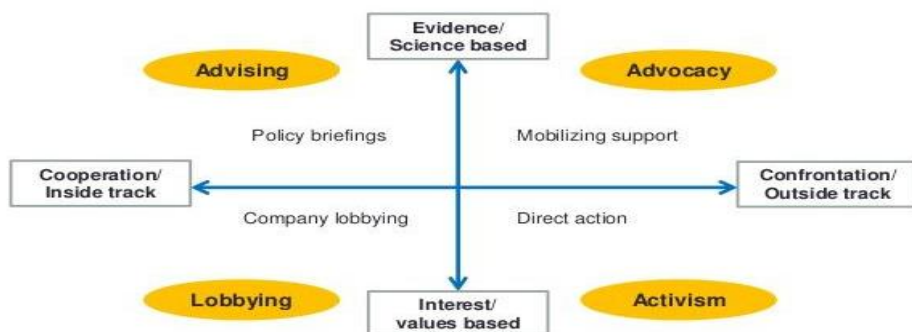 Evidence/
Science based
Advising
Advocacy
Policy briefings
Mobilizing support
Cooperation/
Inside track
Confrontation/
Outside track
Company lobbying
Direct action
Lobbying
Interest/
values based
Activism